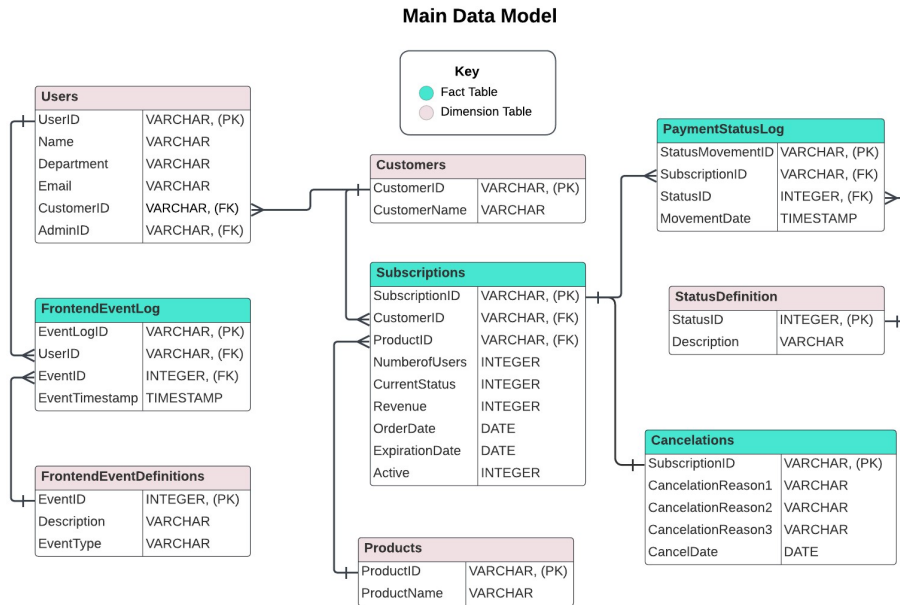 Main Data Model
Key
Fact Table
Dimension Table
Users
UserID VARCHAR, (PK)
Name VARCHAR
Department VARCHAR
Email VARCHAR
CustomerID VARCHAR, (FK)
AdminID VARCHAR, (FK)
FrontendEventLog
EventLogID VARCHAR, (PK)
UserID VARCHAR, (FK)
EventID INTEGER, (FK)
EventTimestamp TIMESTAMP
FrontendEventDefinitions
EventID INTEGER, (PK)
Description VARCHAR
EventType VARCHAR
Customers
CustomerID VARCHAR, (PK)
CustomerName VARCHAR
Subscriptions
SubscriptionID VARCHAR, (PK)
CustomerID VARCHAR, (FK)
ProductID VARCHAR, (FK)
NumberofUsers INTEGER
CurrentStatus INTEGER
Revenue INTEGER
OrderDate DATE
ExpirationDate DATE
Active INTEGER
Products
ProductID VARCHAR, (PK)
ProductName VARCHAR
PaymentStatusLog
StatusMovementID VARCHAR, (PK)
SubscriptionID VARCHAR, (FK)
StatusID INTEGER, (FK)
MovementDate TIMESTAMP
StatusDefinition
StatusID INTEGER, (PK)
Description VARCHAR
Cancelations
SubscriptionID VARCHAR, (PK)
CancelationReason1 VARCHAR
CancelationReason2 VARCHAR
CancelationReason3 VARCHAR
CancelDate DATE